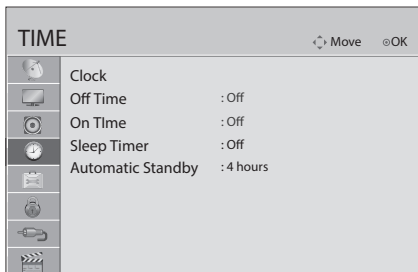 TIME
Move OK
Clock
Off Time : Off
On TIme : Off
Sleep Timer : Off
Automatic Standby : 4 hours